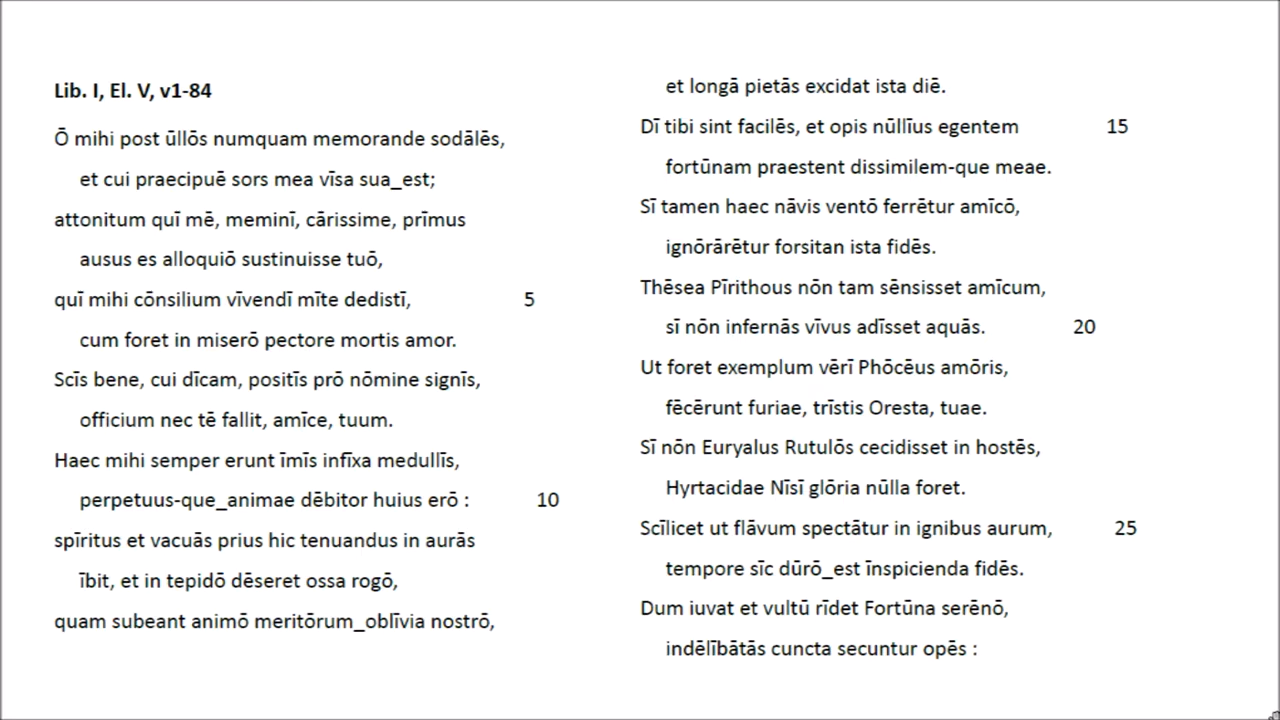 Lib. I, El. V, v1-84
Ō mihi post ūllōs numquam memorande sodālēs,
et cui praecipuē sors mea vīsa sua_est;
attonitum quī mē, meminī, cārissime, prīmus
ausus es alloquiō sustinuisse tuō,
quī mihi cōnsilium vīvendī mīte dedistī, 5
cum foret in miserō pectore mortis amor.
Scīs bene, cui dīcam, positīs prō nōmine signīs,
officium nec tē fallit, amīce, tuum.
Haec mihi semper erunt īmīs infīxa medullīs,
perpetuus-que_animae dēbitor huius erō : 10
spīritus et vacuās prius hic tenuandus in aurās
ībit, et in tepidō dēseret ossa rogō,
quam subeant animō meritōrum_oblīvia nostrō,
et longā pietās excidat ista diē.
Dī tibi sint facilēs, et opis nūllīus egentem 15
fortūnam praestent dissimilem-que meae.
Sī tamen haec nāvis ventō ferrētur amīcō,
ignōrārētur forsitan ista fidēs.
Thēsea Pīrithous nōn tam sēnsisset amīcum,
sī nōn infernās vīvus adīsset aquās. 20
Ut foret exemplum vērī Phōcēus amōris,
fēcērunt furiae, trīstis Oresta, tuae.
Sī nōn Euryalus Rutulōs cecidisset in hostēs,
Hyrtacidae Nīsī glōria nūlla foret.
Scīlicet ut flāvum spectātur in ignibus aurum, 25
tempore sīc dūrō_est īnspicienda fidēs.
Dum iuvat et vultū rīdet Fortūna serēnō,
indēlībātās cuncta secuntur opēs :